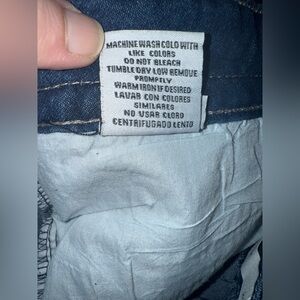 MACHINE WASH COLD WITH
LIKE COLORS
DO NOT BLEACH
TUMBLE DRY LOW REMOVE
PROMPTLY
WARM IRON IF DESIRED
LAVAR CON COLORES
SIMILARES
NO USAR CLORO
CENTRIFUGADO LENTO